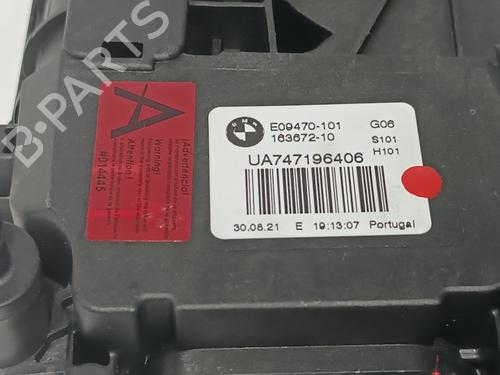 B-PARTS
BMW
E09470-101 G06
163672-10 S101
H101
UA747196406
30.08.21 E 19:13:07 Portugal
A
¡Advertencia!
Warning!
Attention!
#014445